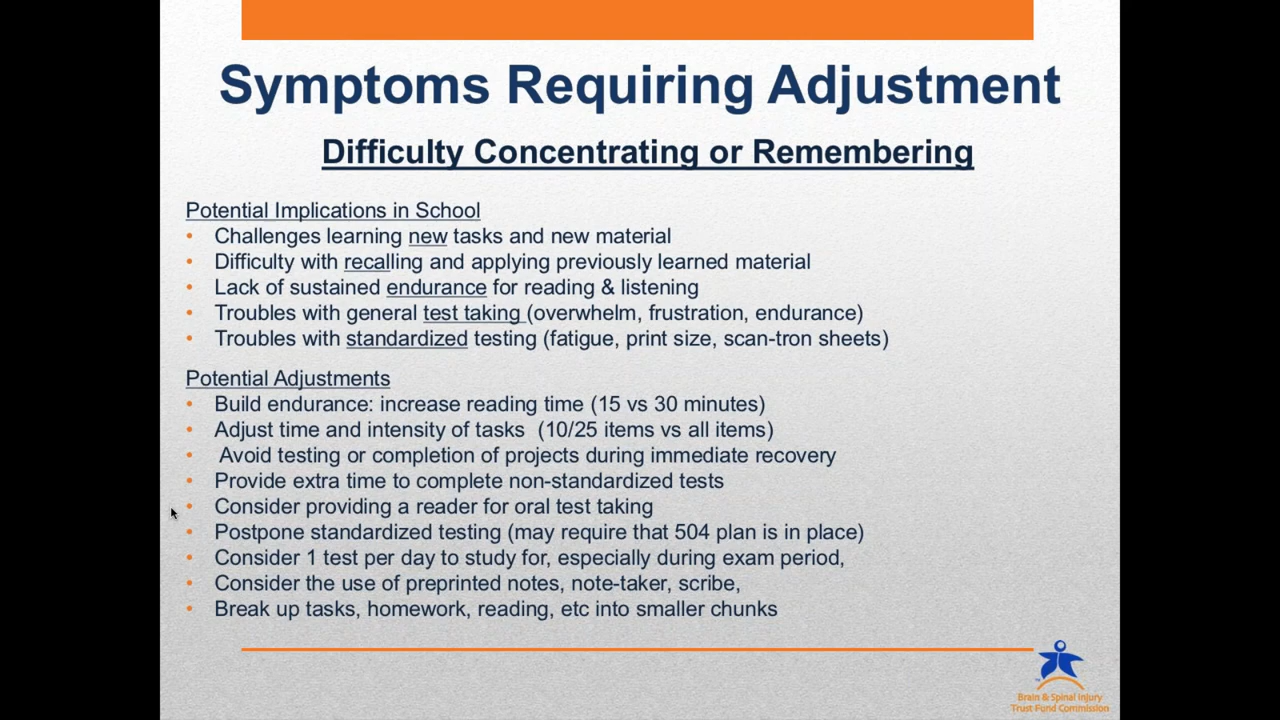 Symptoms Requiring Adjustment
Difficulty Concentrating or Remembering
Potential Implications in School
• Challenges learning new tasks and new material
• Difficulty with recalling and applying previously learned material
• Lack of sustained endurance for reading & listening
• Troubles with general test taking (overwhelm, frustration, endurance)
• Troubles with standardized testing (fatigue, print size, scan-tron sheets)
Potential Adjustments
• Build endurance: increase reading time (15 vs 30 minutes)
• Adjust time and intensity of tasks  (10/25 items vs all items)
• Avoid testing or completion of projects during immediate recovery
• Provide extra time to complete non-standardized tests
• Consider providing a reader for oral test taking
• Postpone standardized testing (may require that 504 plan is in place)
• Consider 1 test per day to study for, especially during exam period,
• Consider the use of preprinted notes, note-taker, scribe,
• Break up tasks, homework, reading, etc into smaller chunks
Brain & Spinal Injury
Trust Fund Commission